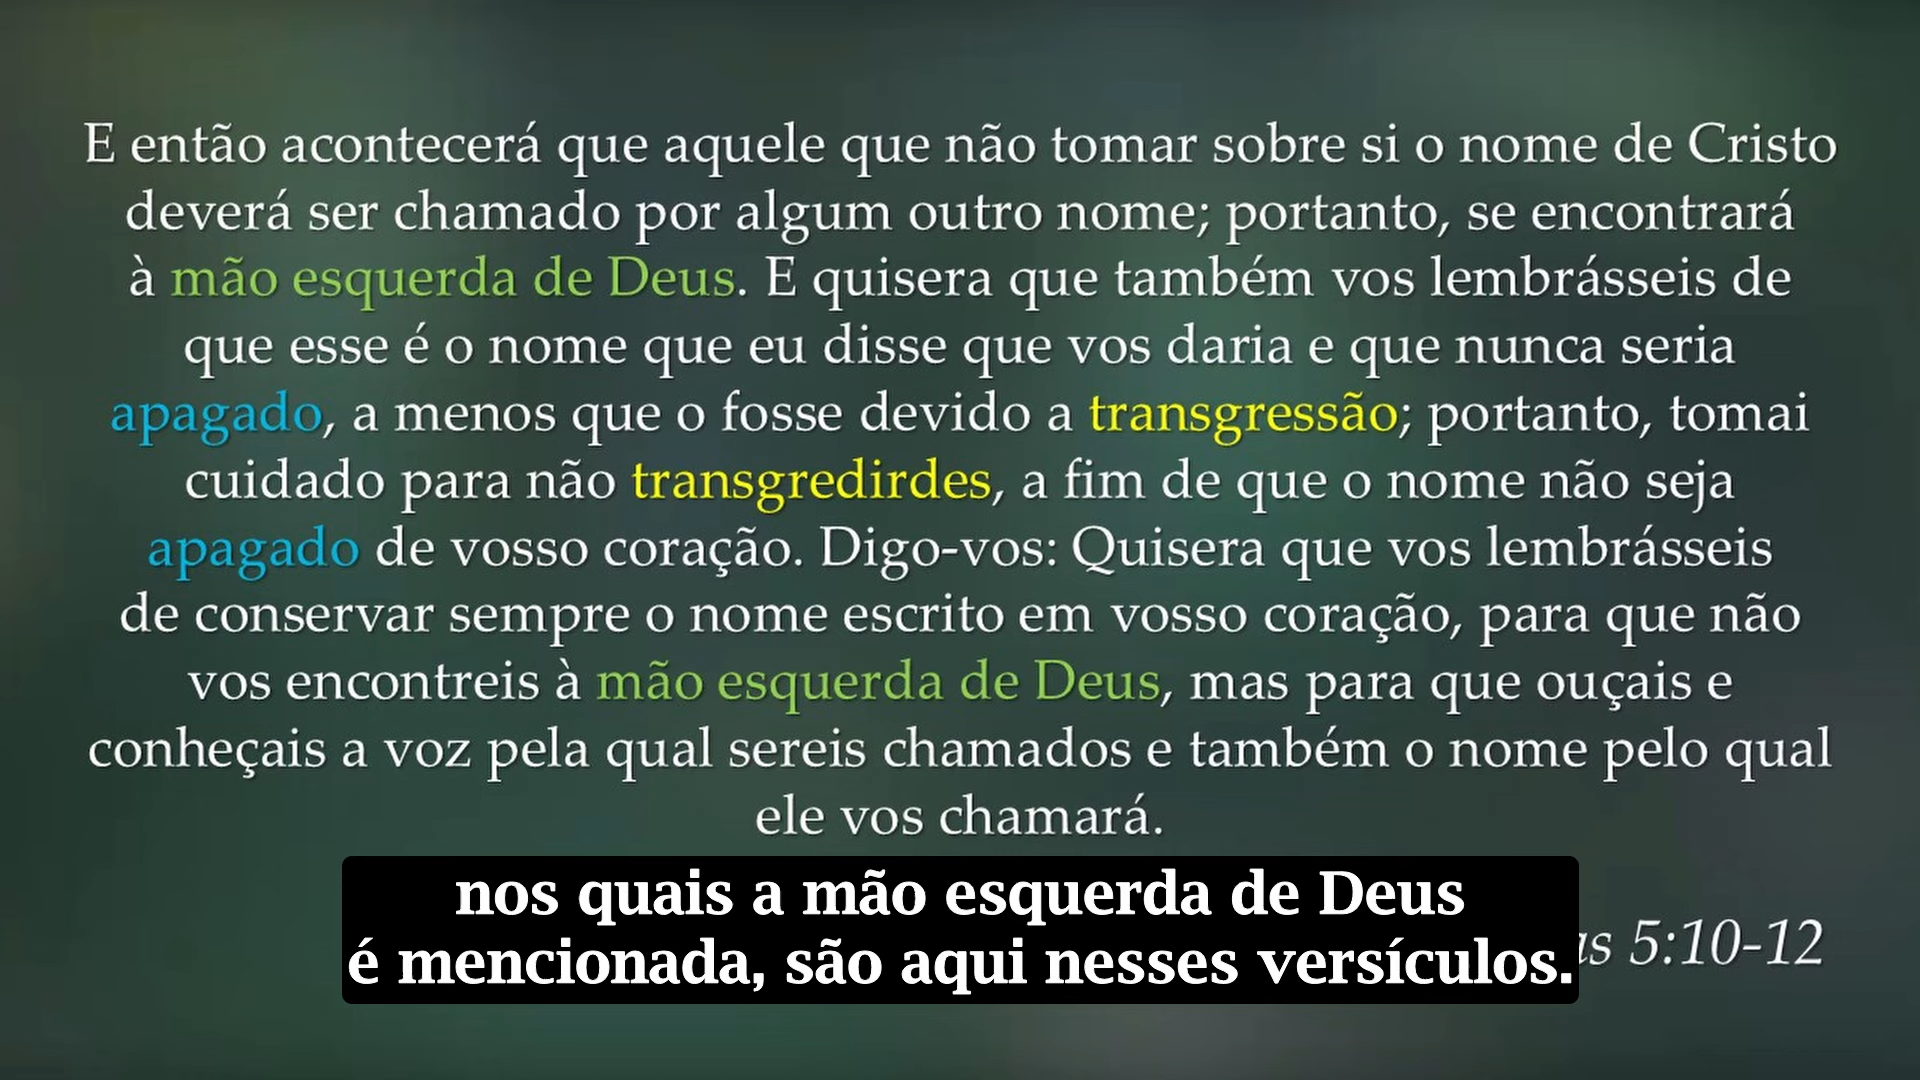 E então acontecerá que aquele que não tomar sobre si o nome de Cristo
deverá ser chamado por algum outro nome; portanto, se encontrará
à mão esquerda de Deus. E quisera que também vos lembrásseis de
que esse é o nome que eu disse que vos daria e que nunca seria
apagado, a menos que o fosse devido a transgressão; portanto, tomai
cuidado para não transgredirdes, a fim de que o nome não seja
apagado de vosso coração. Digo-vos: Quisera que vos lembrásseis
de conservar sempre o nome escrito em vosso coração, para que não
vos encontreis à mão esquerda de Deus, mas para que ouçais e
conheçais a voz pela qual sereis chamados e também o nome pelo qual
ele vos chamará.
5:10-12
nos quais a mão esquerda de Deus
é mencionada, são aqui nesses versículos.